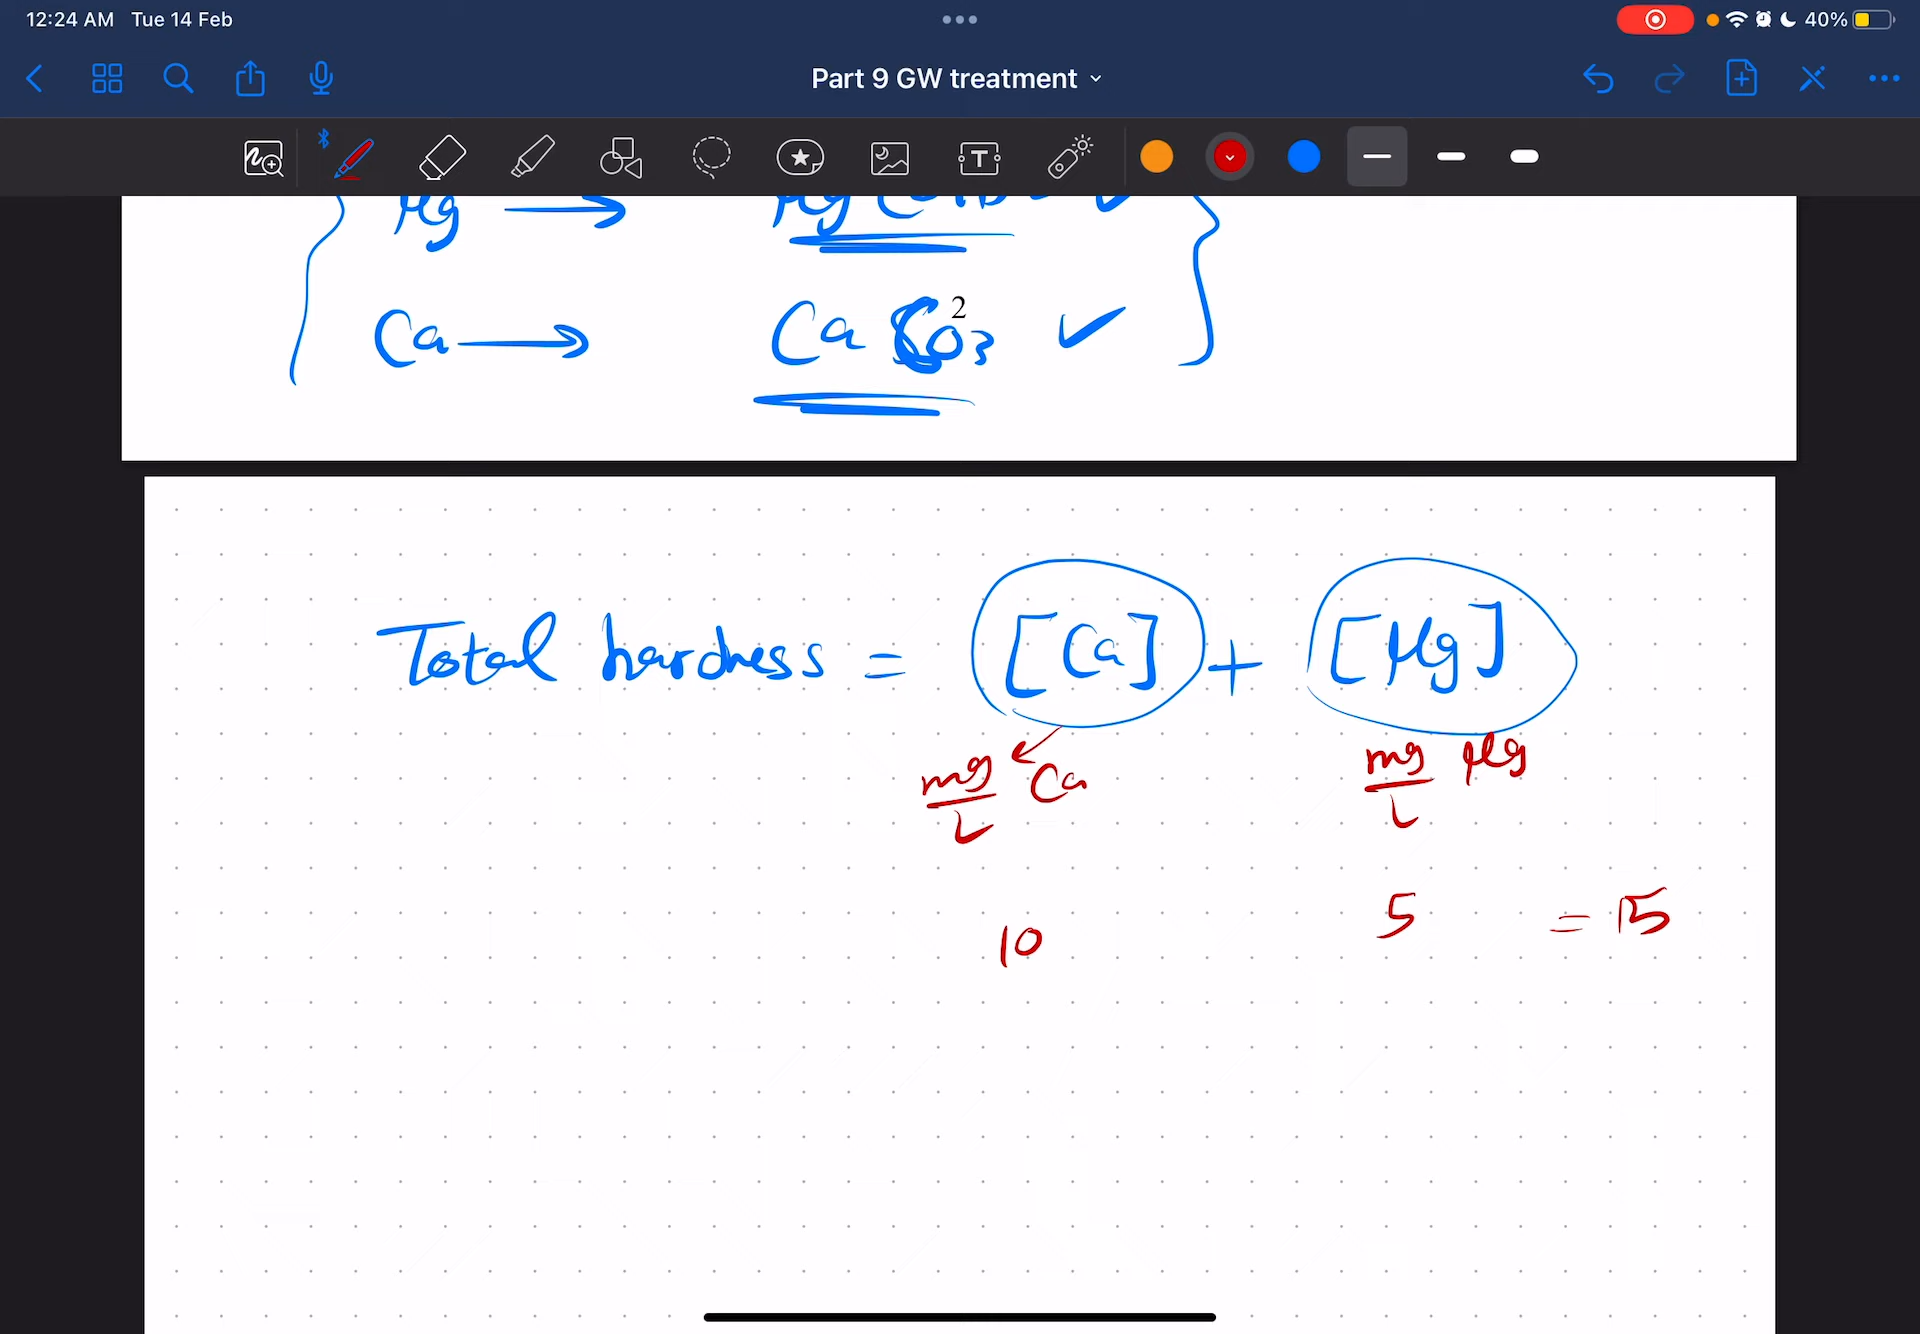 12:24 AM Tue 14 Feb
40%
Part 9 GW treatment
T
Mg →
Ca → CaCO3 ✓
2
Total hardness = [Ca] + [Mg]
mg/L Ca mg/L Mg
10 5 = 15